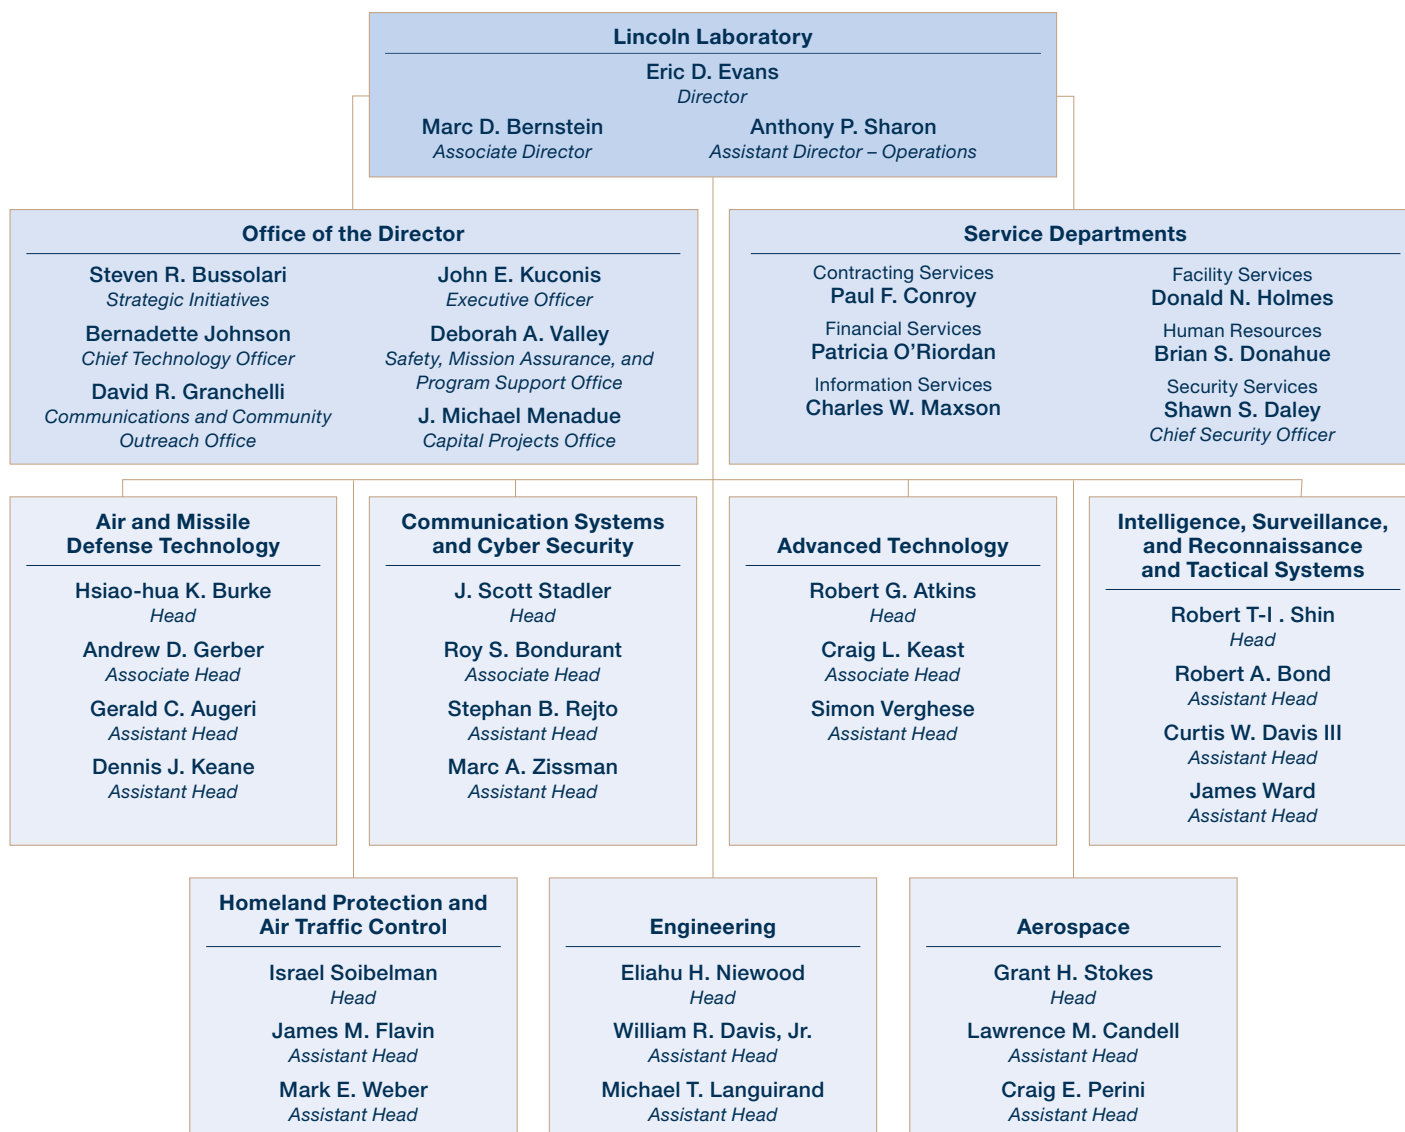 Lincoln Laboratory
Eric D. Evans
Director
Marc D. Bernstein
Associate Director
Anthony P. Sharon
Assistant Director – Operations
Office of the Director
Steven R. Bussolari
Strategic Initiatives
Bernadette Johnson
Chief Technology Officer
David R. Granchelli
Communications and Community
Outreach Office
John E. Kuconis
Executive Officer
Deborah A. Valley
Safety, Mission Assurance, and
Program Support Office
J. Michael Menadue
Capital Projects Office
Service Departments
Contracting Services
Paul F. Conroy
Financial Services
Patricia O’Riordan
Information Services
Charles W. Maxson
Facility Services
Donald N. Holmes
Human Resources
Brian S. Donahue
Security Services
Shawn S. Daley
Chief Security Officer
Air and Missile
Defense Technology
Hsiao-hua K. Burke
Head
Andrew D. Gerber
Associate Head
Gerald C. Augeri
Assistant Head
Dennis J. Keane
Assistant Head
Communication Systems
and Cyber Security
J. Scott Stadler
Head
Roy S. Bondurant
Associate Head
Stephan B. Rejto
Assistant Head
Marc A. Zissman
Assistant Head
Advanced Technology
Robert G. Atkins
Head
Craig L. Keast
Associate Head
Simon Verghese
Assistant Head
Intelligence, Surveillance,
and Reconnaissance
and Tactical Systems
Robert T-I . Shin
Head
Robert A. Bond
Assistant Head
Curtis W. Davis III
Assistant Head
James Ward
Assistant Head
Homeland Protection and
Air Traffic Control
Israel Soibelman
Head
James M. Flavin
Assistant Head
Mark E. Weber
Assistant Head
Engineering
Eliahu H. Niewood
Head
William R. Davis, Jr.
Assistant Head
Michael T. Languirand
Assistant Head
Aerospace
Grant H. Stokes
Head
Lawrence M. Candell
Assistant Head
Craig E. Perini
Assistant Head